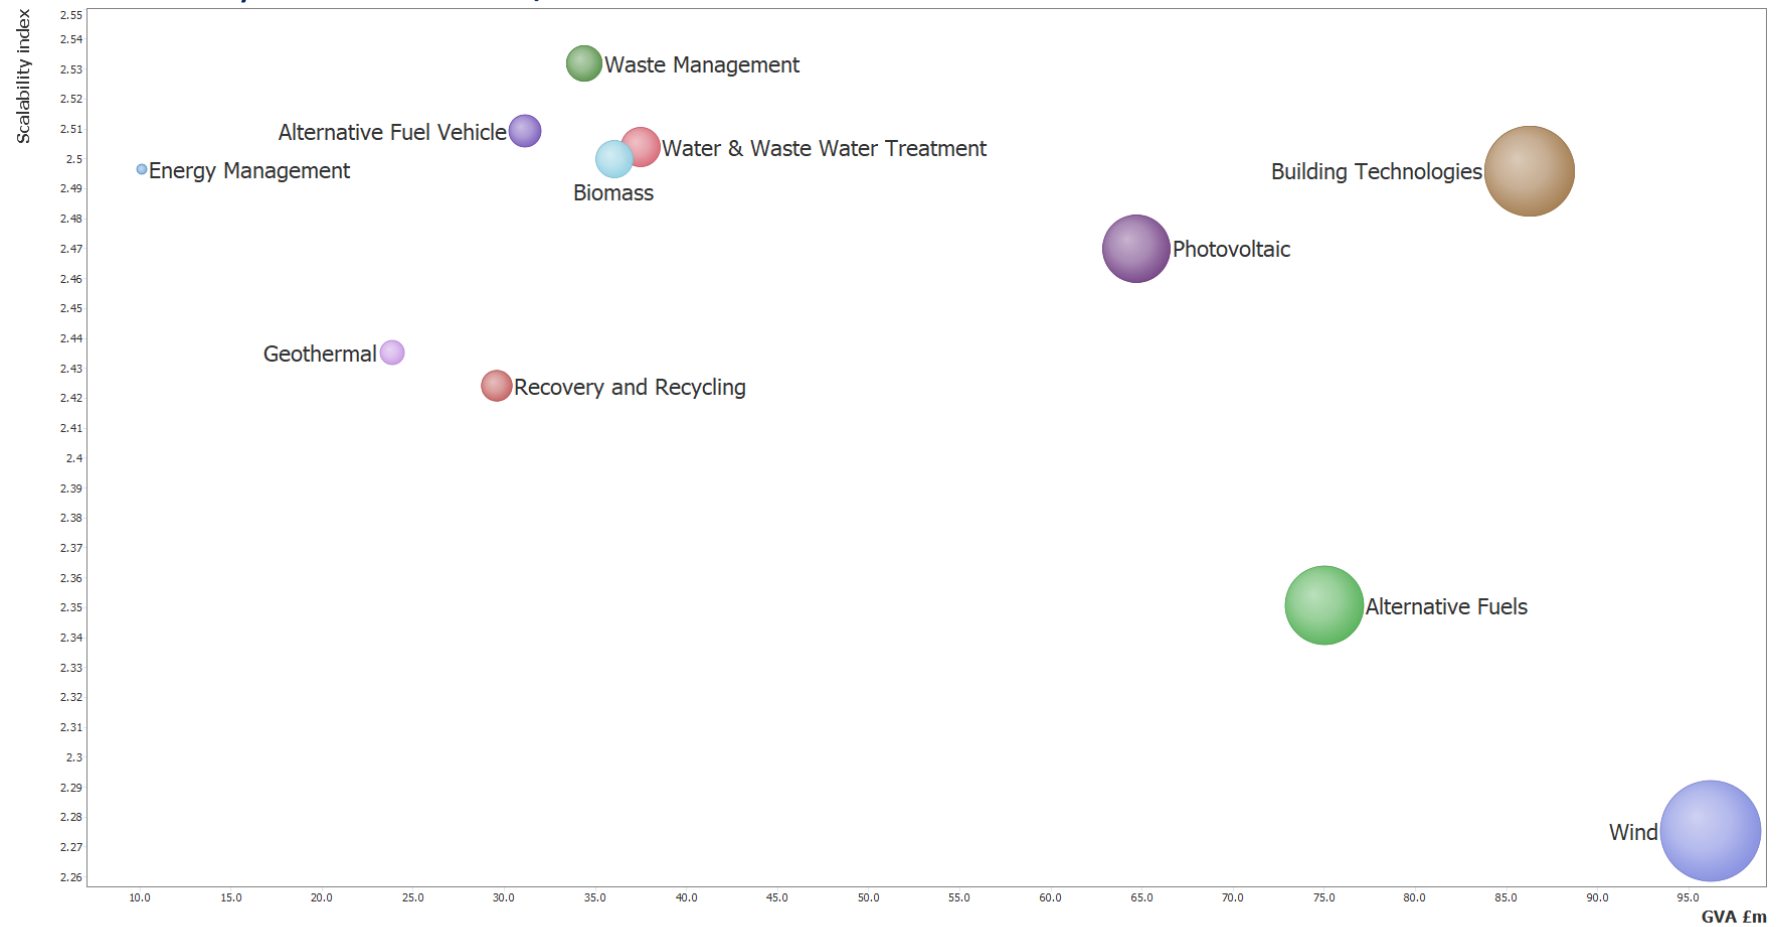 Scalability index
2.55
2.54
2.53
2.52
2.51
2.5
2.49
2.48
2.47
2.46
2.45
2.44
2.43
2.42
2.41
2.4
2.39
2.38
2.37
2.36
2.35
2.34
2.33
2.32
2.31
2.3
2.29
2.28
2.27
2.26
Waste Management
Alternative Fuel Vehicle
Water & Waste Water Treatment
Energy Management
Building Technologies
Biomass
Photovoltaic
Geothermal
Recovery and Recycling
Alternative Fuels
Wind
10.0 15.0 20.0 25.0 30.0 35.0 40.0 45.0 50.0 55.0 60.0 65.0 70.0 75.0 80.0 85.0 90.0 95.0
GVA £m